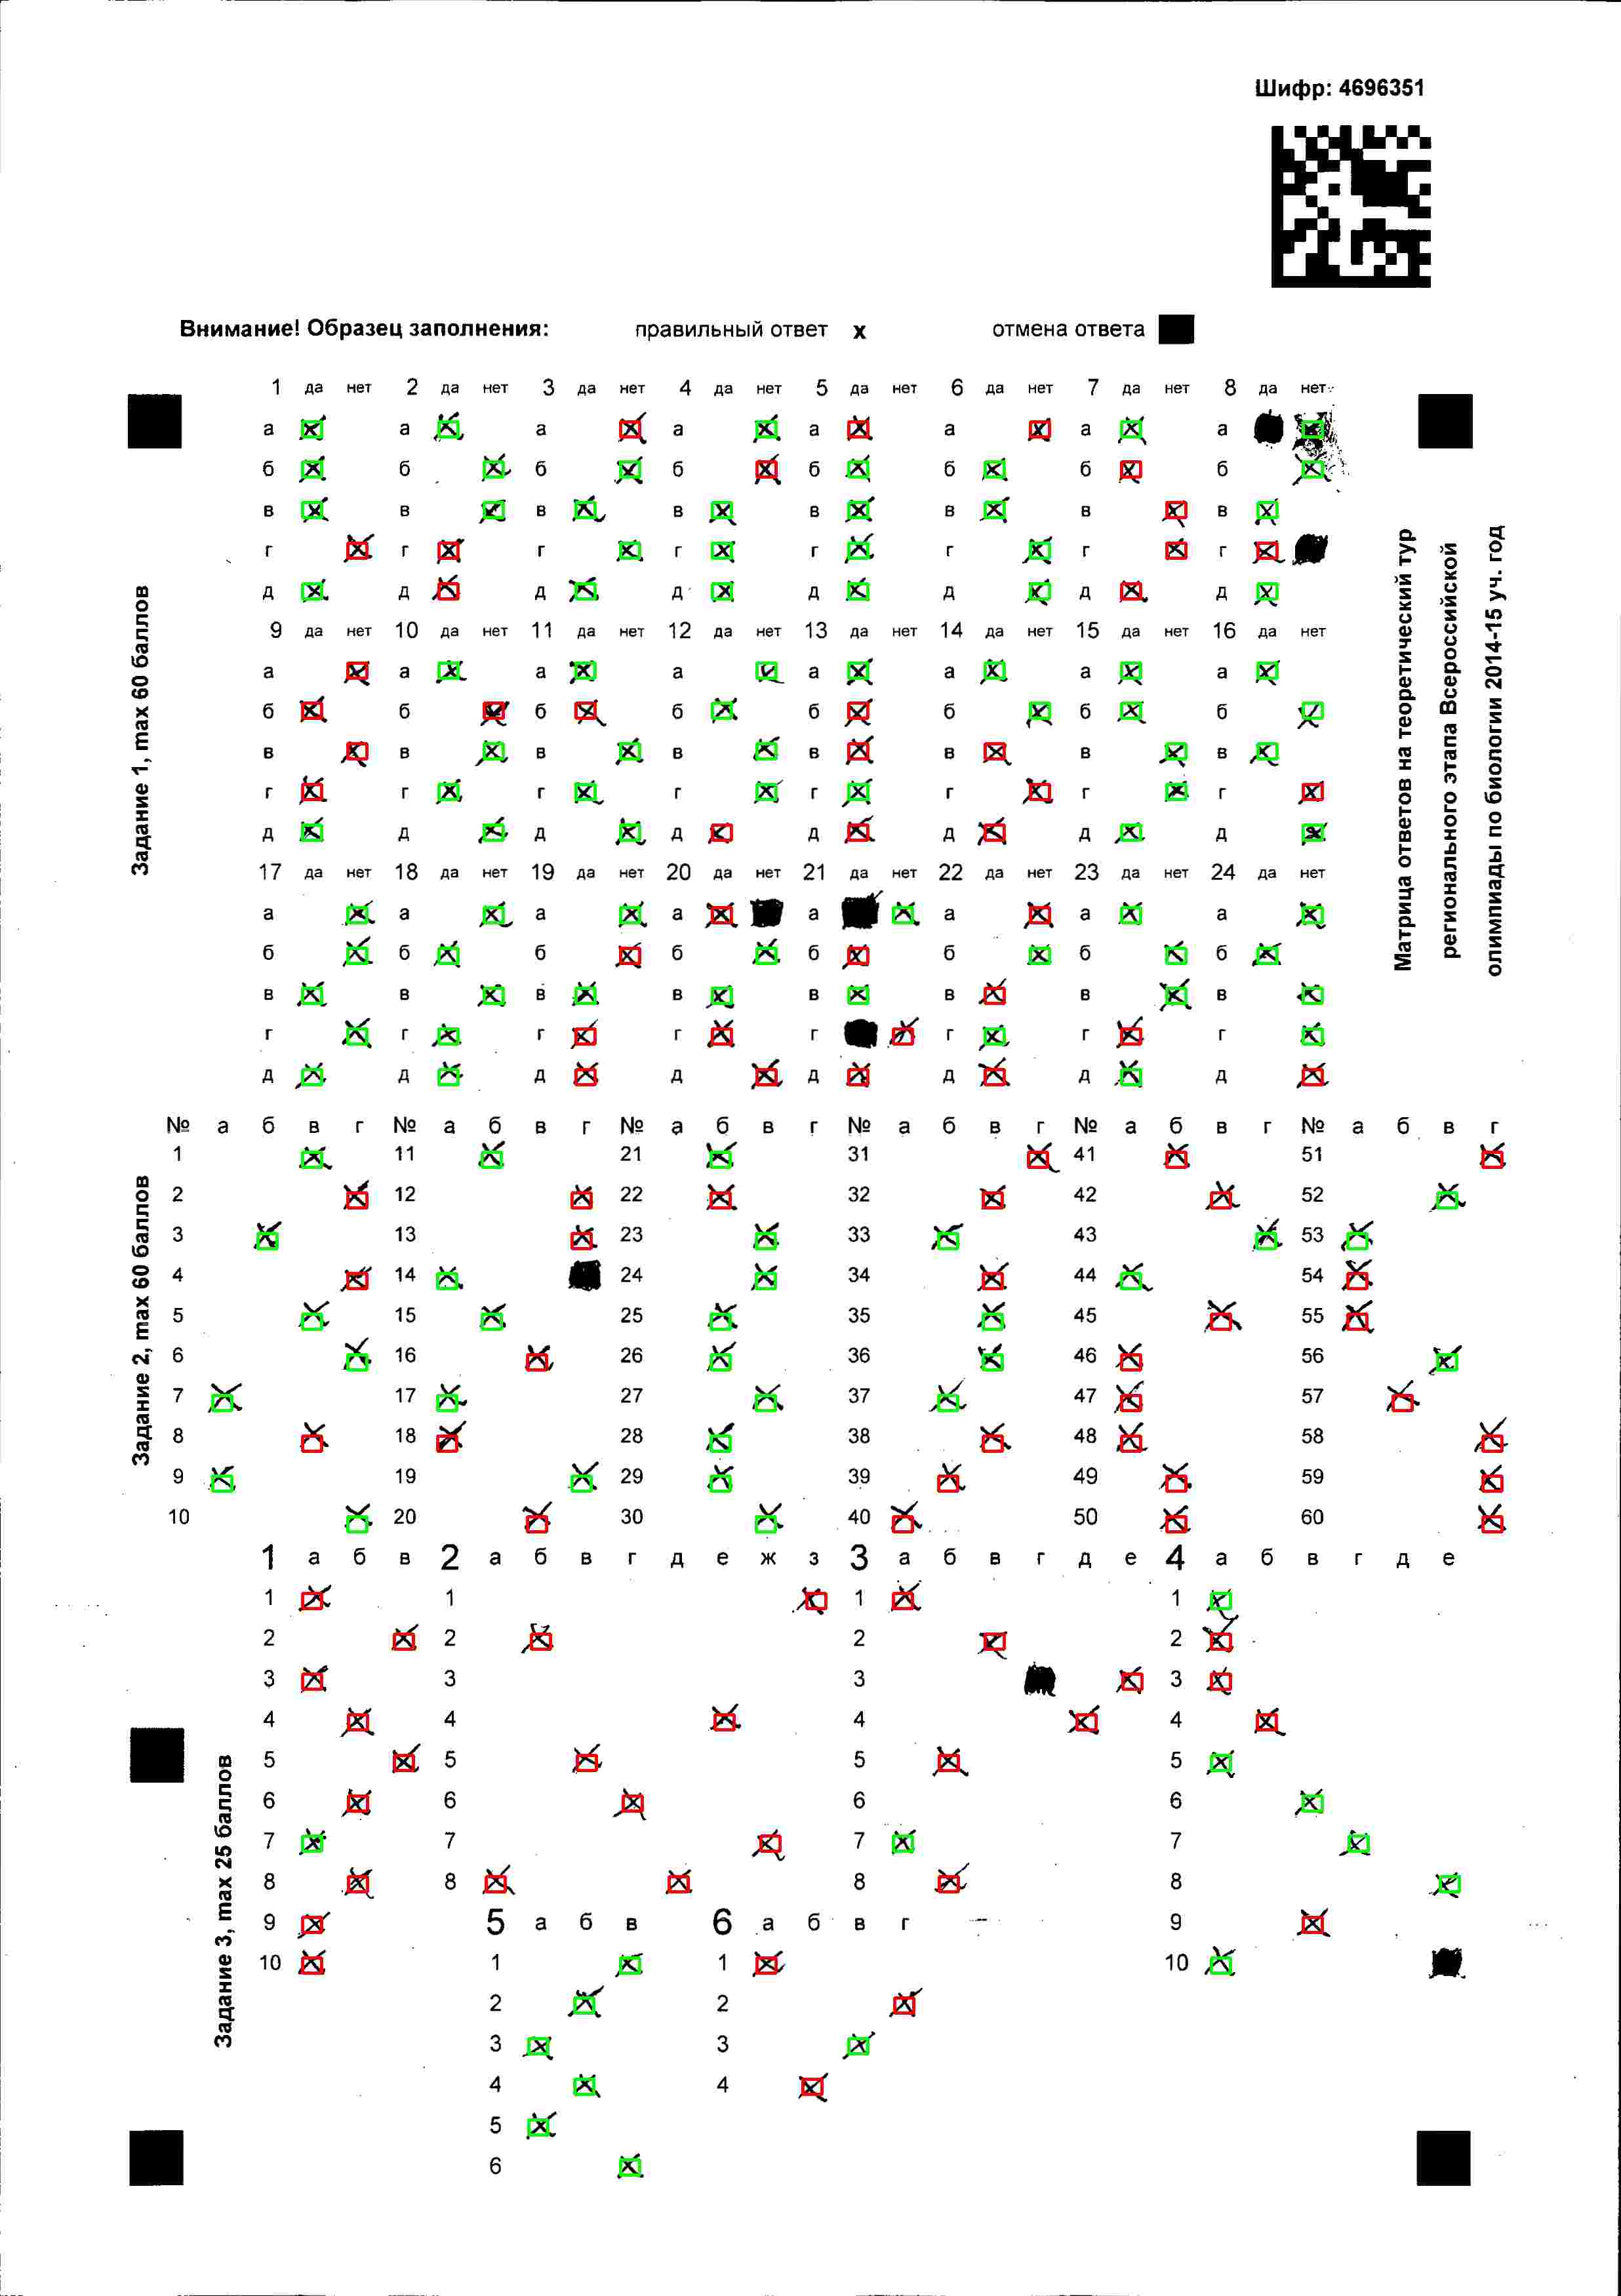 Шифр: 4696351
Внимание! Образец заполнения: правильный ответ x отмена ответа
1 да нет 2 да нет 3 да нет 4 да нет 5 да нет 6 да нет 7 да нет 8 да нет
а а а а а а а а
б б б б б б б б
в в в в в в в в
г г г г г г г г
д д д д д д д д
9 да нет 10 да нет 11 да нет 12 да нет 13 да нет 14 да нет 15 да нет 16 да нет
а а а а а а а а
б б б б б б б б
в в в в в в в в
г г г г г г г г
д д д д д д д д
17 да нет 18 да нет 19 да нет 20 да нет 21 да нет 22 да нет 23 да нет 24 да нет
а а а а а а а а
б б б б б б б б
в в в в в в в в
г г г г г г г г
д д д д д д д д
Задание 1, max 60 баллов
Матрица ответов на теоретический тур
регионального этапа Всероссийской
олимпиады по биологии 2014-15 уч. год
№ а б в г № а б в г № а б в г № а б в г № а б в г № а б в г
1 11 21 31 41 51
2 12 22 32 42 52
3 13 23 33 43 53
4 14 24 34 44 54
5 15 25 35 45 55
6 16 26 36 46 56
7 17 27 37 47 57
8 18 28 38 48 58
9 19 29 39 49 59
10 20 30 40 50 60
Задание 2, max 60 баллов
1 а б в 2 а б в г д е ж з 3 а б в г д е 4 а б в г д е
1 1 1 1
2 2 2 2
3 3 3 3
4 4 4 4
5 5 5 5
6 6 6 6
7 7 7 7
8 8 8 8
9 5 а б в 6 а б в г 9
10 1 1 10
2 2
3 3
4 4
5
6
Задание 3, max 25 баллов